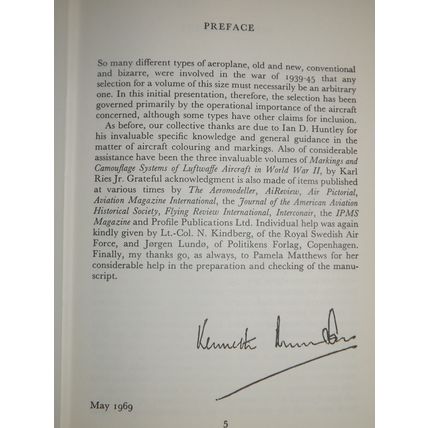 PREFACE
So many different types of aeroplane, old and new, conventional
and bizarre, were involved in the war of 1939-45 that any
selection for a volume of this size must necessarily be an arbitrary
one. In this initial presentation, therefore, the selection has been
governed primarily by the operational importance of the aircraft
concerned, although some types have other claims for inclusion.
As before, our collective thanks are due to Ian D. Huntley for
his invaluable specific knowledge and general guidance in the
matter of aircraft colouring and markings. Also of considerable
assistance have been the three invaluable volumes of Markings and
Camouflage Systems of Luftwaffe Aircraft in World War II, by Karl
Ries Jr. Grateful acknowledgment is also made of items published
at various times by The Aeromodeller, AiReview, Air Pictorial,
Aviation Magazine International, the Journal of the American Aviation
Historical Society, Flying Review International, Interconair, the IPMS
Magazine and Profile Publications Ltd. Individual help was again
kindly given by Lt.-Col. N. Kindberg, of the Royal Swedish Air
Force, and Jørgen Lundø, of Politikens Forlag, Copenhagen.
Finally, my thanks go, as always, to Pamela Matthews for her
considerable help in the preparation and checking of the manu-
script.
Kenneth
May 1969
5